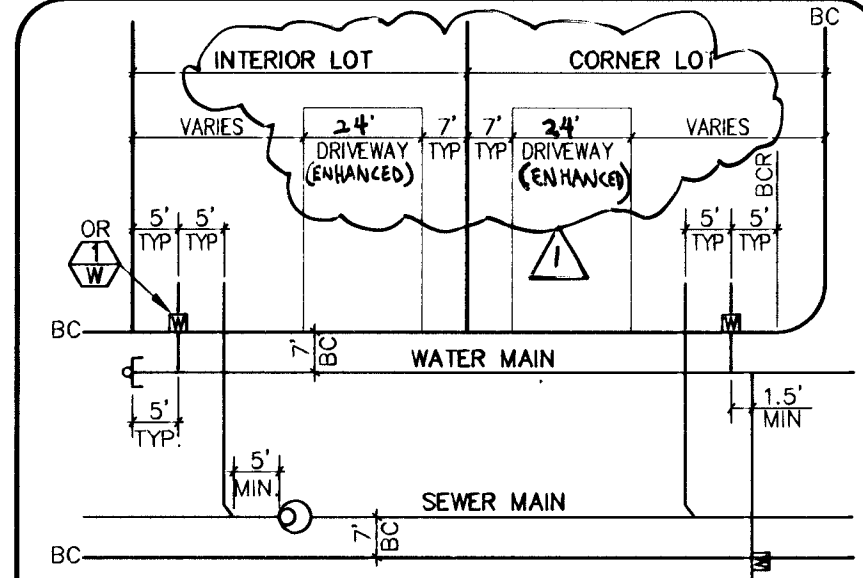 BC
INTERIOR LOT CORNER LOT
VARIES 24' 7' 7' 24' VARIES
DRIVEWAY TYP TYP DRIVEWAY
(ENHANCED) (ENHANCED)
BCR
5' 5' 5' 5'
OR TYP TYP TYP TYP
1
1
W
W W
BC
7'
BC
WATER MAIN
5' 1.5'
TYP. MIN
5'
MIN.
SEWER MAIN
7'
BC
BC
W